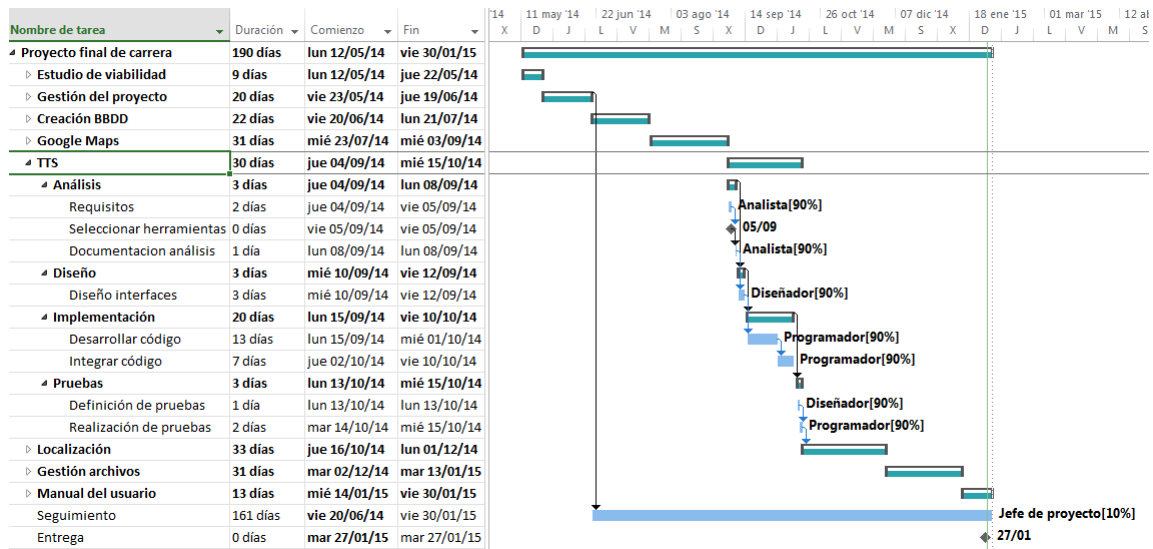 '14 11 may '14 22 jun '14 03 ago '14 14 sep '14 26 oct '14 07 dic '14 18 ene '15 01 mar '15 12 ab
Nombre de tarea Duración Comienzo Fin X D J L V M S X D J L V M S X D J L V M S
Proyecto final de carrera 190 días lun 12/05/14 vie 30/01/15
Estudio de viabilidad 9 días lun 12/05/14 jue 22/05/14
Gestión del proyecto 20 días vie 23/05/14 jue 19/06/14
Creación BBDD 22 días vie 20/06/14 lun 21/07/14
Google Maps 31 días mié 23/07/14 mié 03/09/14
TTS 30 días jue 04/09/14 mié 15/10/14
Análisis 3 días jue 04/09/14 lun 08/09/14
Requisitos 2 días jue 04/09/14 vie 05/09/14 Analista[90%]
Seleccionar herramientas 0 días vie 05/09/14 vie 05/09/14 05/09
Documentacion análisis 1 día lun 08/09/14 lun 08/09/14 Analista[90%]
Diseño 3 días mié 10/09/14 vie 12/09/14
Diseño interfaces 3 días mié 10/09/14 vie 12/09/14 Diseñador[90%]
Implementación 20 días lun 15/09/14 vie 10/10/14
Desarrollar código 13 días lun 15/09/14 mié 01/10/14 Programador[90%]
Integrar código 7 días jue 02/10/14 vie 10/10/14 Programador[90%]
Pruebas 3 días lun 13/10/14 mié 15/10/14
Definición de pruebas 1 día lun 13/10/14 lun 13/10/14 Diseñador[90%]
Realización de pruebas 2 días mar 14/10/14 mié 15/10/14 Programador[90%]
Localización 33 días jue 16/10/14 lun 01/12/14
Gestión archivos 31 días mar 02/12/14 mar 13/01/15
Manual del usuario 13 días mié 14/01/15 vie 30/01/15
Seguimiento 161 días vie 20/06/14 vie 30/01/15 Jefe de proyecto[10%]
Entrega 0 días mar 27/01/15 mar 27/01/15 27/01